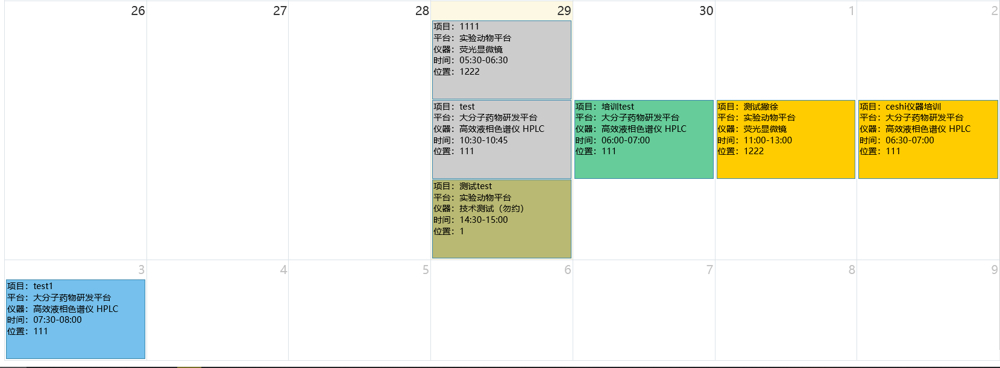 26
27
28
29
30
1
2
项目：1111
平台：实验动物平台
仪器：荧光显微镜
时间：05:30-06:30
位置：1222
项目：test
平台：大分子药物研发平台
仪器：高效液相色谱仪 HPLC
时间：10:30-10:45
位置：111
项目：培训test
平台：大分子药物研发平台
仪器：高效液相色谱仪 HPLC
时间：06:00-07:00
位置：111
项目：测试撇徐
平台：实验动物平台
仪器：荧光显微镜
时间：11:00-13:00
位置：1222
项目：ceshi仪器培训
平台：大分子药物研发平台
仪器：高效液相色谱仪 HPLC
时间：06:30-07:00
位置：111
项目：测试test
平台：实验动物平台
仪器：技术测试（勿约）
时间：14:30-15:00
位置：1
3
4
5
6
7
8
9
项目：test1
平台：大分子药物研发平台
仪器：高效液相色谱仪 HPLC
时间：07:30-08:00
位置：111